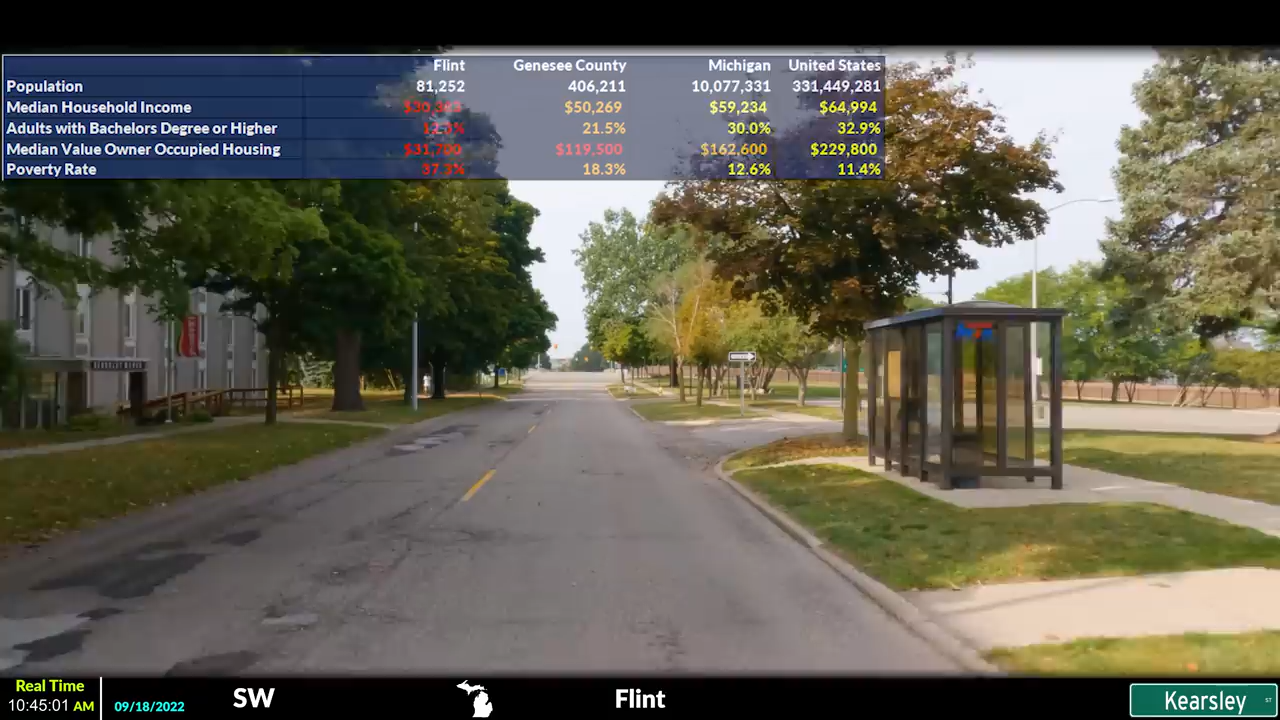 Flint Genesee County Michigan United States
Population 81,252 406,211 10,077,331 331,449,281
Median Household Income $50,269 $59,234 $64,994
Adults with Bachelors Degree or Higher 21.5% 30.0% 32.9%
Median Value Owner Occupied Housing $31,700 $119,500 $162,600 $229,800
Poverty Rate 37.3% 18.3% 12.6% 11.4%
Real Time
10:45:01 AM
09/18/2022
SW
Flint
Kearsley ST